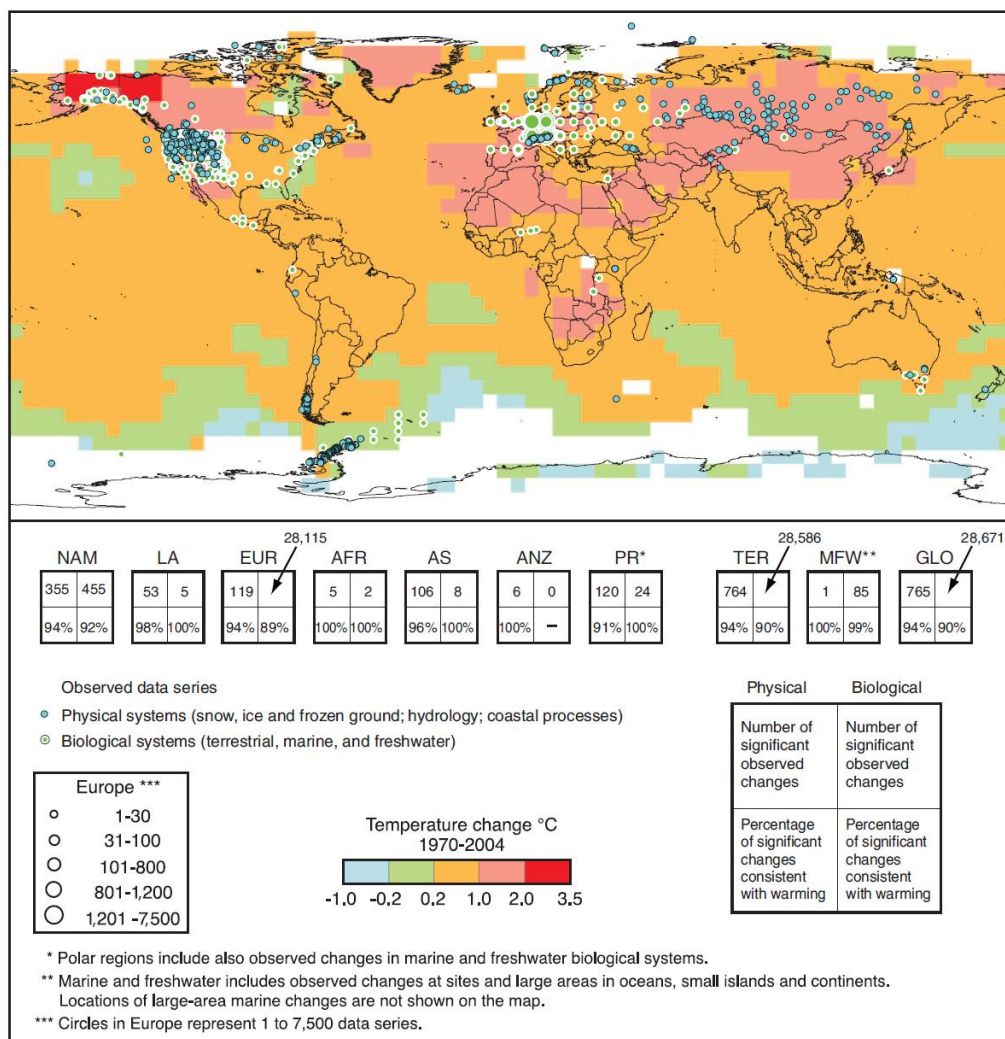 28,115 28,586 28,671
NAM LA EUR AFR AS ANZ PR* TER MFW** GLO
355 455 53 5 119 5 2 106 8 6 0 120 24 764 1 85 765
94% 92% 98% 100% 94% 89% 100% 100% 96% 100% 100% – 91% 100% 94% 90% 100% 99% 94% 90%
Observed data series
Physical systems (snow, ice and frozen ground; hydrology; coastal processes)
Biological systems (terrestrial, marine, and freshwater)
Europe ***
1-30
31-100
101-800
801-1,200
1,201 -7,500
Temperature change °C
1970-2004
-1.0 -0.2 0.2 1.0 2.0 3.5
Physical Biological
Number of Number of
significant significant
observed observed
changes changes
Percentage Percentage
of significant of significant
changes changes
consistent consistent
with warming with warming
* Polar regions include also observed changes in marine and freshwater biological systems.
** Marine and freshwater includes observed changes at sites and large areas in oceans, small islands and continents.
Locations of large-area marine changes are not shown on the map.
*** Circles in Europe represent 1 to 7,500 data series.